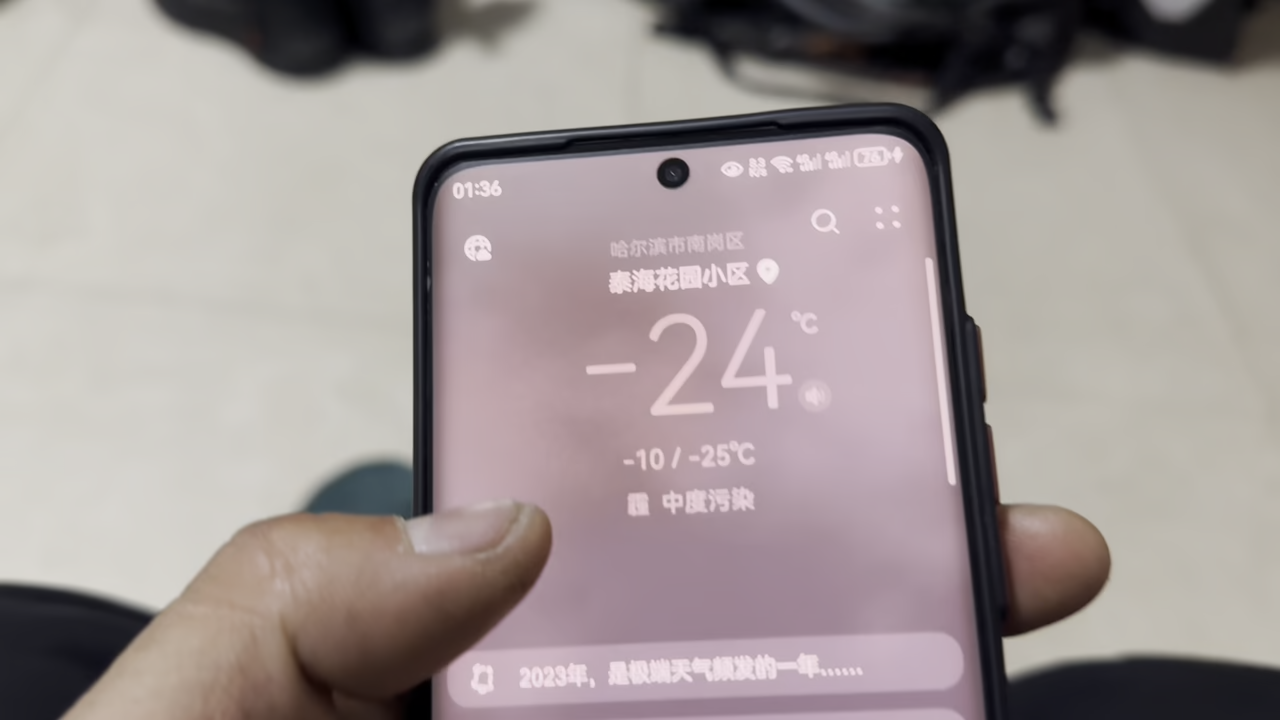 01:36
76
哈尔滨市南岗区
泰海花园小区
-24℃
-10 / -25℃
霾 中度污染
2023年，是极端天气频发的一年……